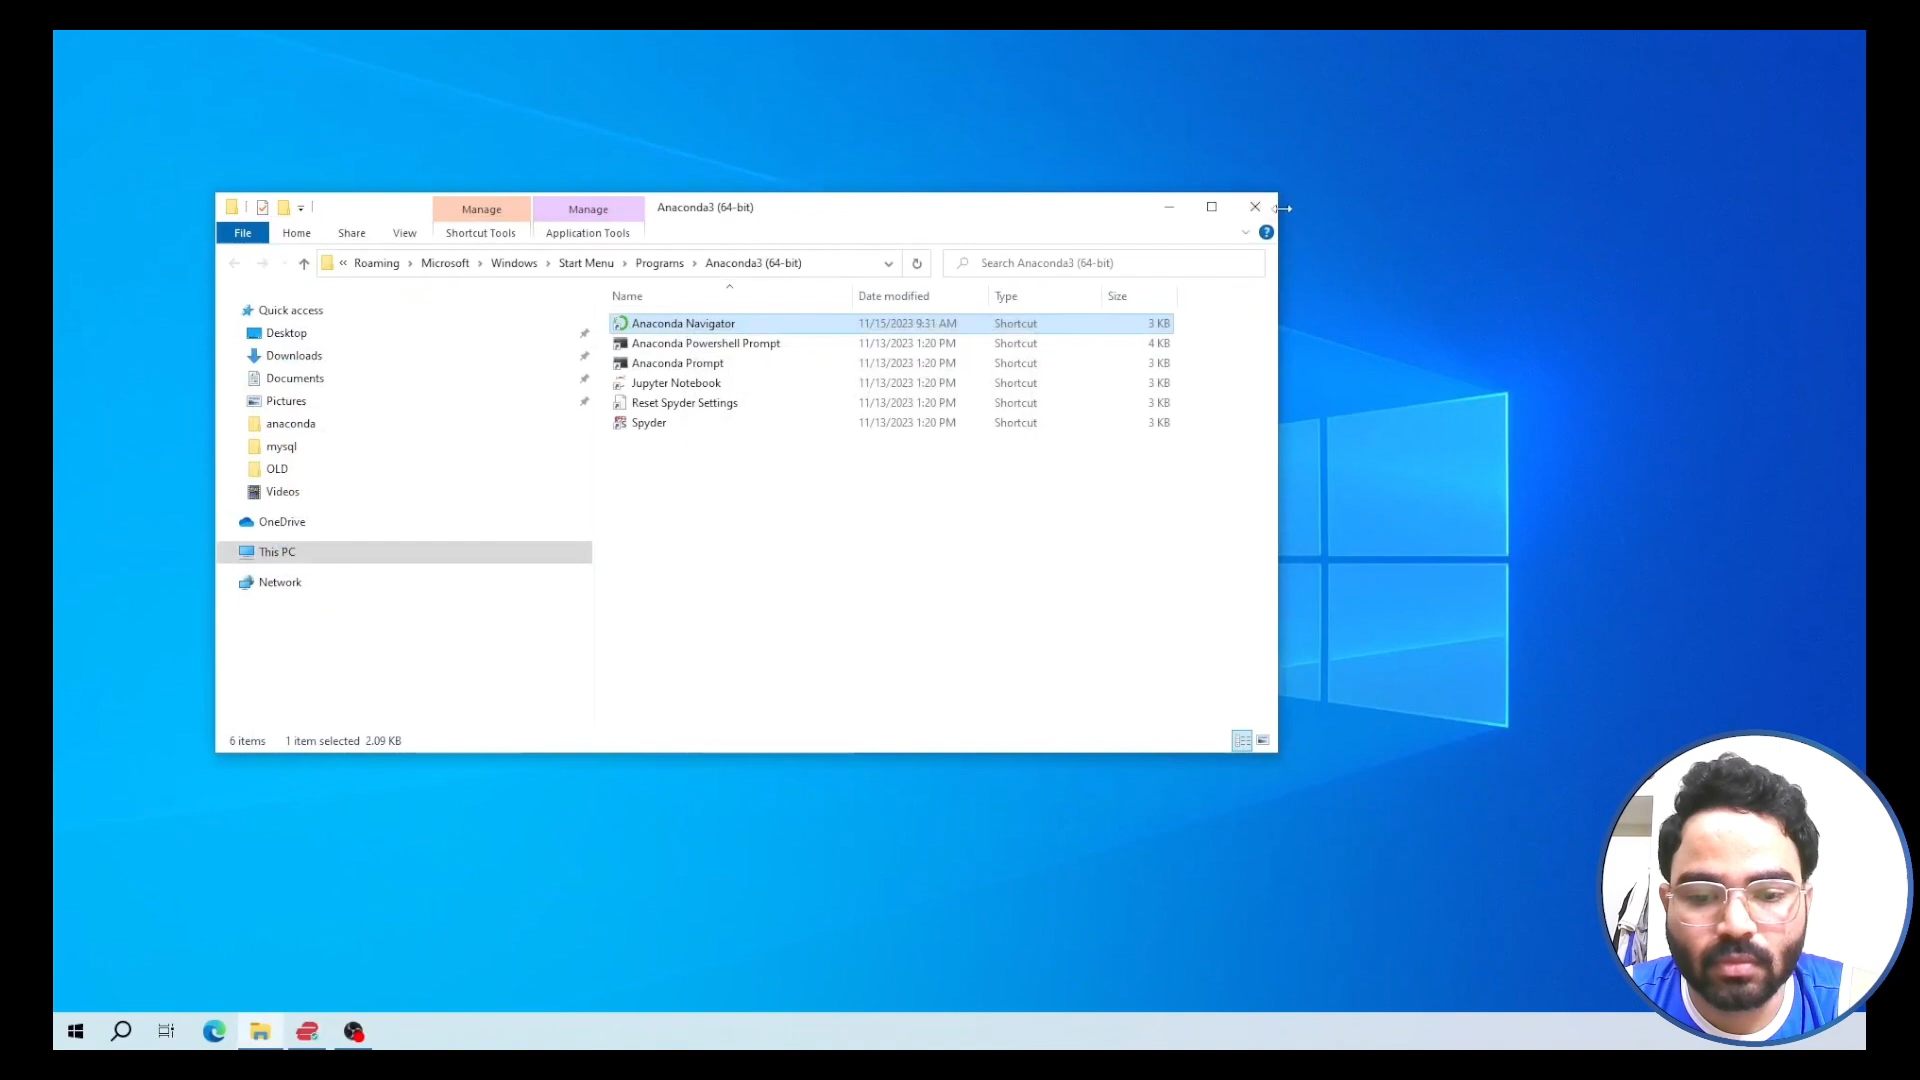 Manage Manage Anaconda3 (64-bit)
File Home Share View Shortcut Tools Application Tools
« Roaming › Microsoft › Windows › Start Menu › Programs › Anaconda3 (64-bit) Search Anaconda3 (64-bit)
Name Date modified Type Size
Quick access
Desktop
Downloads
Documents
Pictures
anaconda
mysql
OLD
Videos
OneDrive
This PC
Network
Anaconda Navigator 11/15/2023 9:31 AM Shortcut 3 KB
Anaconda Powershell Prompt 11/13/2023 1:20 PM Shortcut 4 KB
Anaconda Prompt 11/13/2023 1:20 PM Shortcut 3 KB
Jupyter Notebook 11/13/2023 1:20 PM Shortcut 3 KB
Reset Spyder Settings 11/13/2023 1:20 PM Shortcut 3 KB
Spyder 11/13/2023 1:20 PM Shortcut 3 KB
6 items 1 item selected 2.09 KB